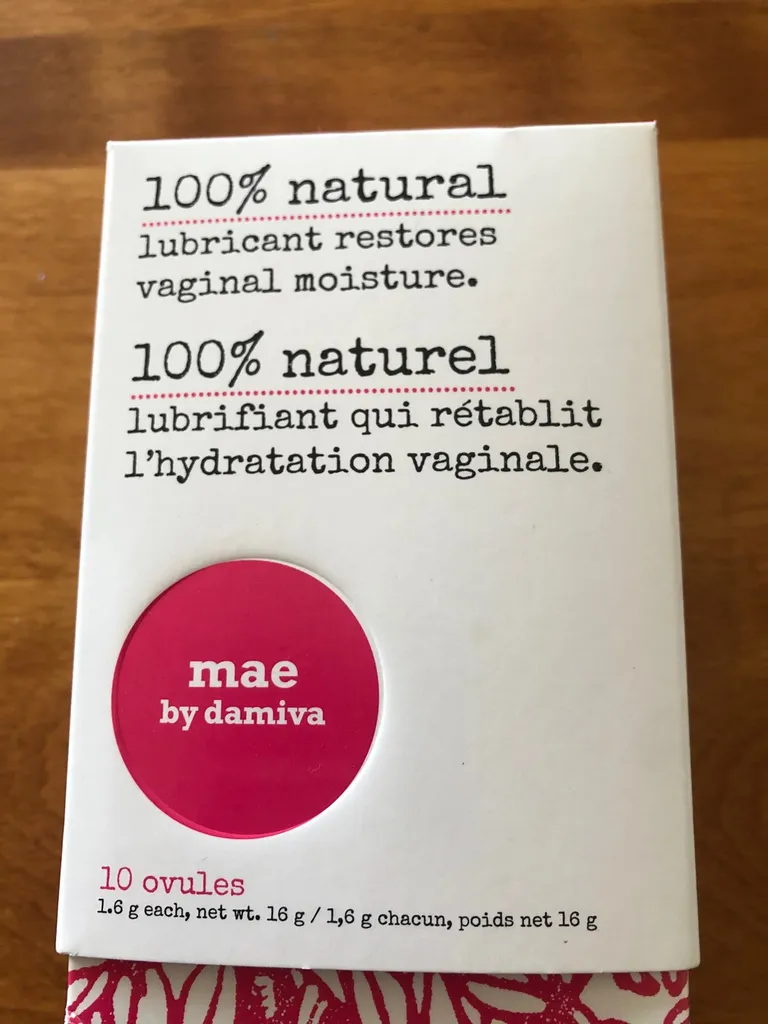 100% natural
lubricant restores
vaginal moisture.
100% naturel
lubrifiant qui rétablit
l'hydratation vaginale.
mae
by damiva
10 ovules
1.6 g each, net wt. 16 g / 1,6 g chacun, poids net 16 g